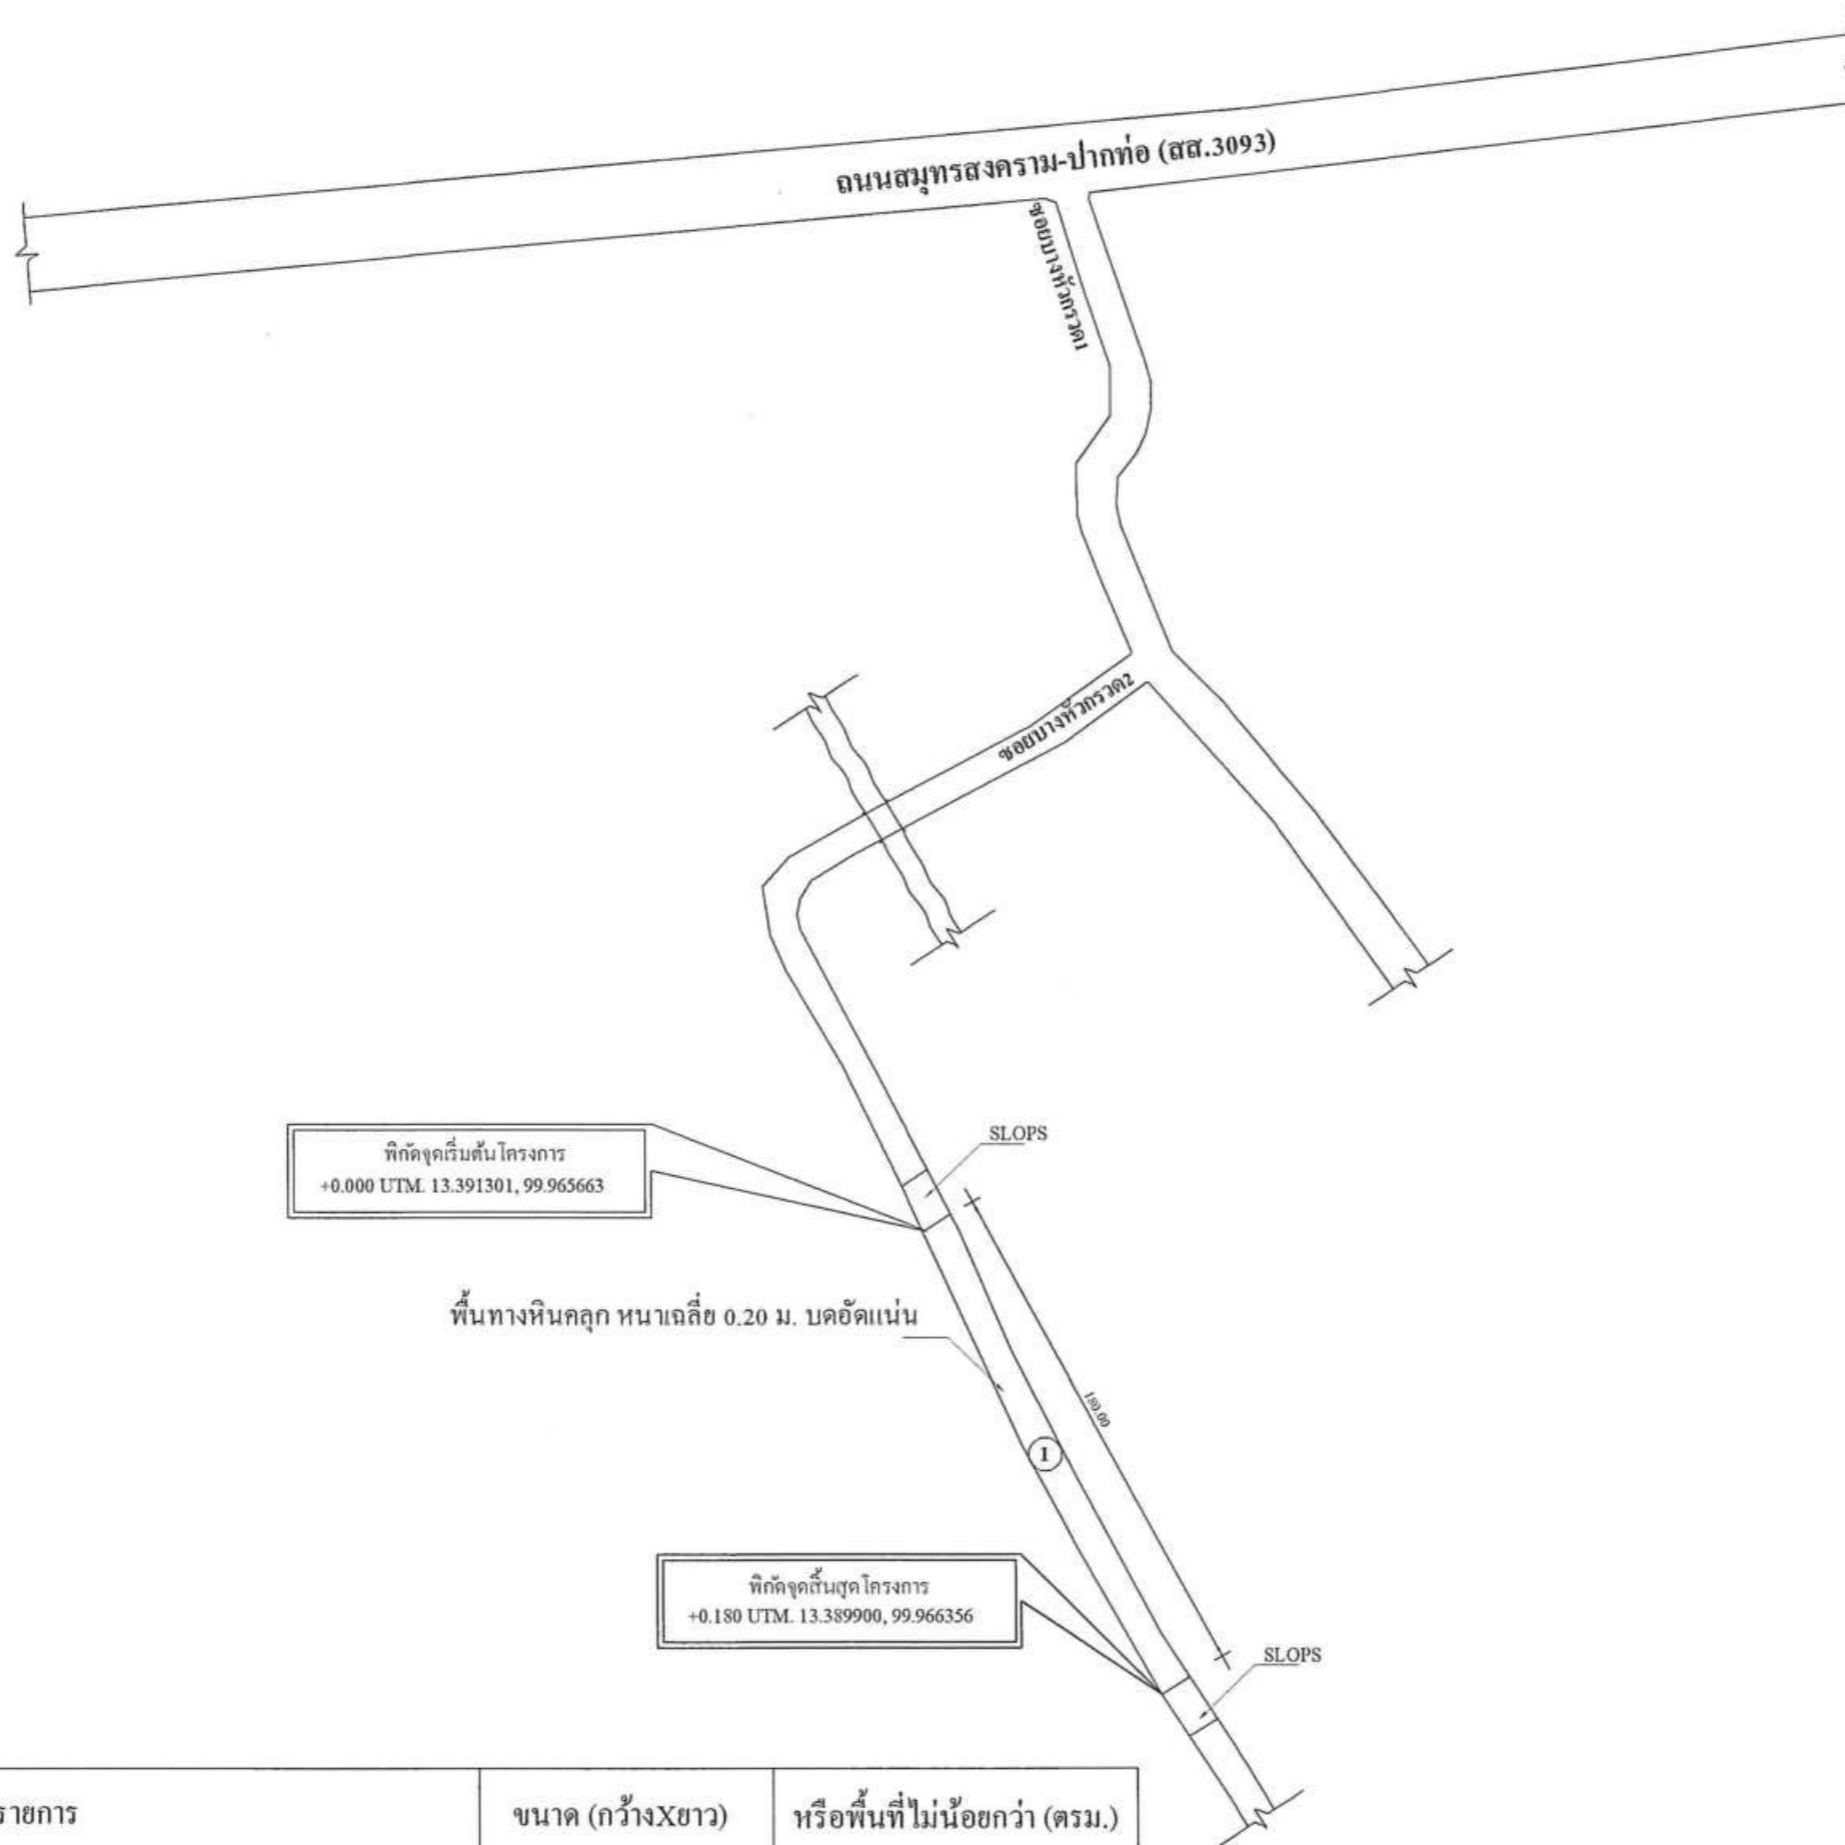 ถนนสมุทรสงคราม-ปากท่อ (สส.3093)
ซอยบางหัวกรวด1
ซอยบางหัวกรวด2
SLOPS
พิกัดจุดเริ่มต้นโครงการ
+0.000 UTM. 13.391301, 99.965663
พื้นทางหินคลุก หนาเฉลี่ย 0.20 ม. บดอัดแน่น
180.00
1
พิกัดจุดสิ้นสุดโครงการ
+0.180 UTM. 13.389900, 99.966356
SLOPS
รายการ
ขนาด (กว้างXยาว)
หรือพื้นที่ไม่น้อยกว่า (ตรม.)